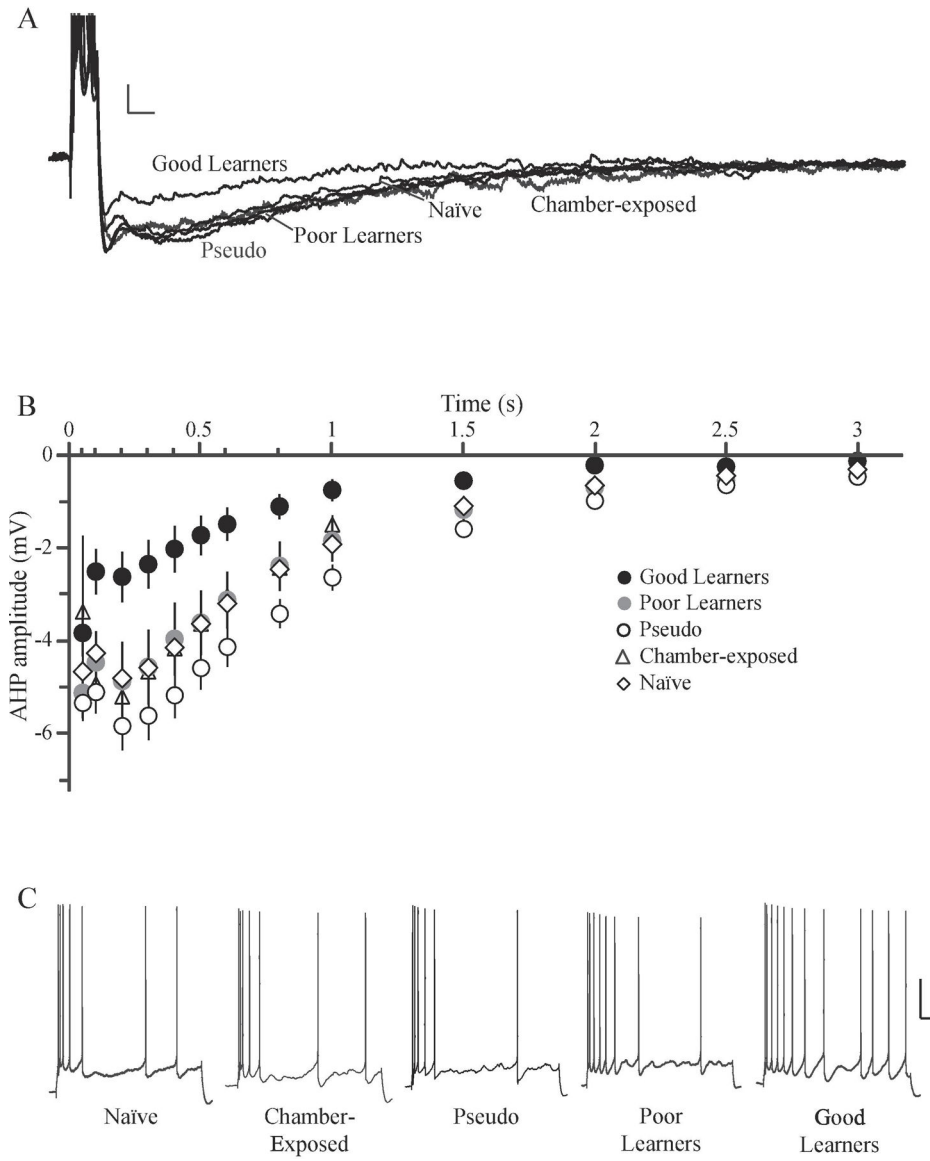 A
Good Learners
Naïve
Chamber-exposed
Poor Learners
Pseudo
B
Time (s)
0 0.5 1 1.5 2 2.5 3
0
-2
-4
-6
AHP amplitude (mV)
Good Learners
Poor Learners
Pseudo
Chamber-exposed
Naïve
C
Naïve
Chamber-
Exposed
Pseudo
Poor
Learners
Good
Learners